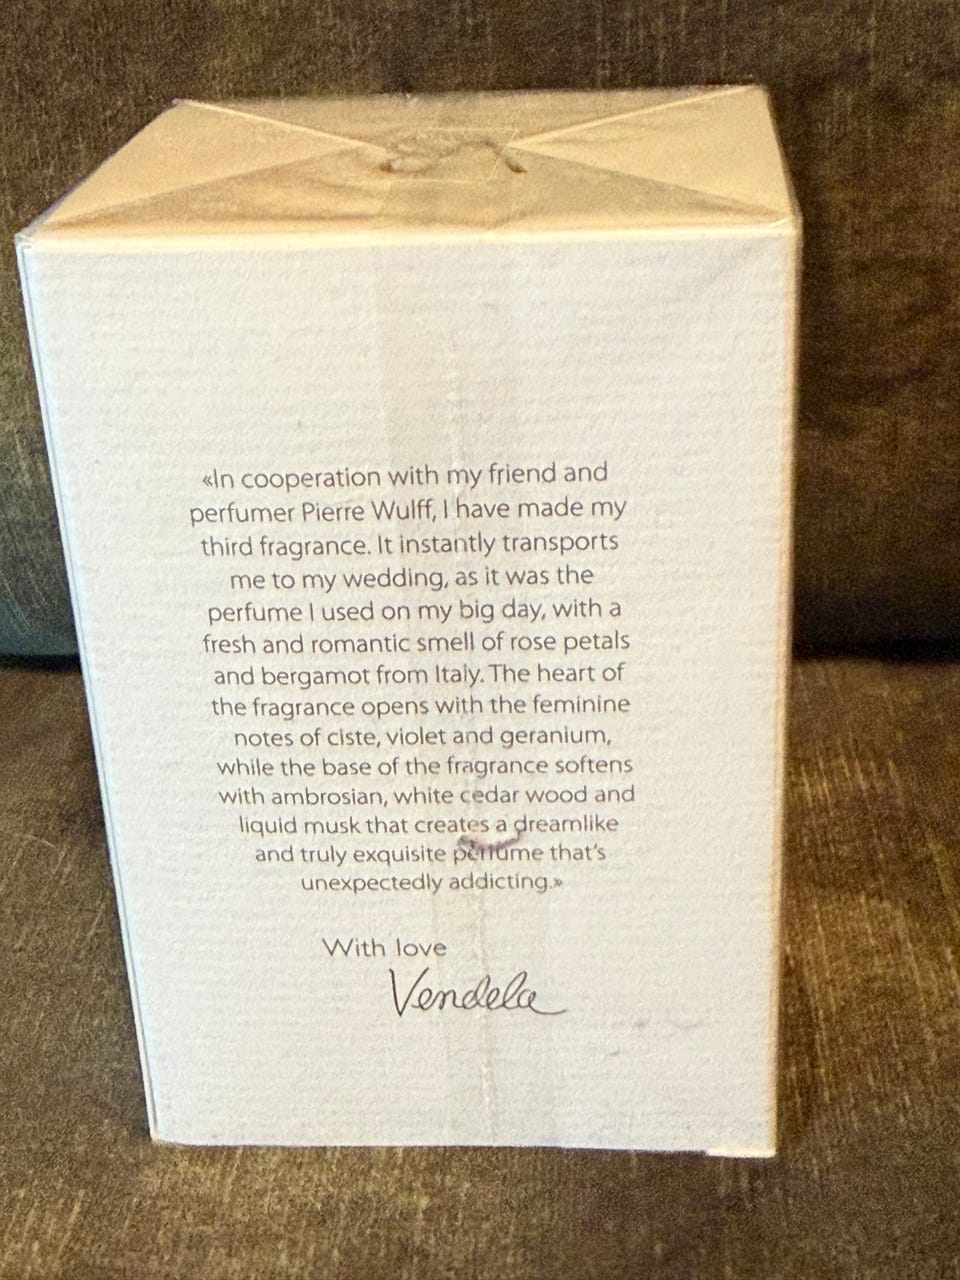 «In cooperation with my friend and
perfumer Pierre Wulff, I have made my
third fragrance. It instantly transports
me to my wedding, as it was the
perfume I used on my big day, with a
fresh and romantic smell of rose petals
and bergamot from Italy. The heart of
the fragrance opens with the feminine
notes of ciste, violet and geranium,
while the base of the fragrance softens
with ambrosian, white cedar wood and
liquid musk that creates a dreamlike
and truly exquisite perfume that's
unexpectedly addicting.»
With love
Vendela